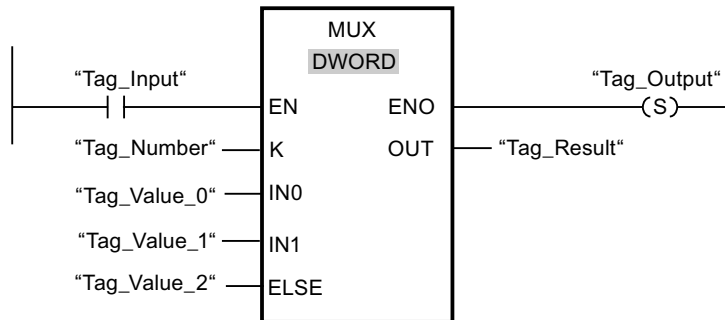 MUX
DWORD
“Tag_Input“
“Tag_Output“
EN
ENO
(S)
“Tag_Number“
K
OUT
“Tag_Result“
“Tag_Value_0“
IN0
“Tag_Value_1“
IN1
“Tag_Value_2“
ELSE